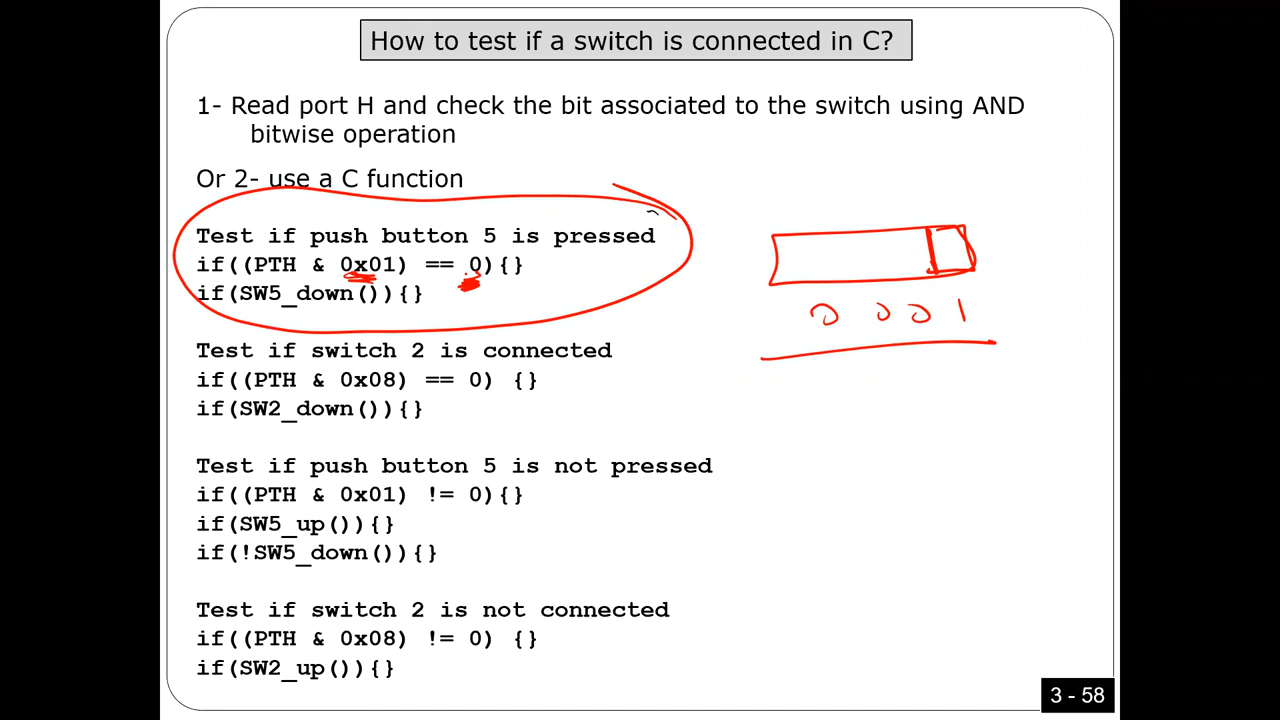 How to test if a switch is connected in C?
1- Read port H and check the bit associated to the switch using AND
bitwise operation
Or 2- use a C function
Test if push button 5 is pressed
if((PTH & 0x01) == 0){}
if(SW5_down()){}
0 0 0 1
Test if switch 2 is connected
if((PTH & 0x08) == 0) {}
if(SW2_down()){}
Test if push button 5 is not pressed
if((PTH & 0x01) != 0){}
if(SW5_up()){}
if(!SW5_down()){}
Test if switch 2 is not connected
if((PTH & 0x08) != 0) {}
if(SW2_up()){}
3 - 58